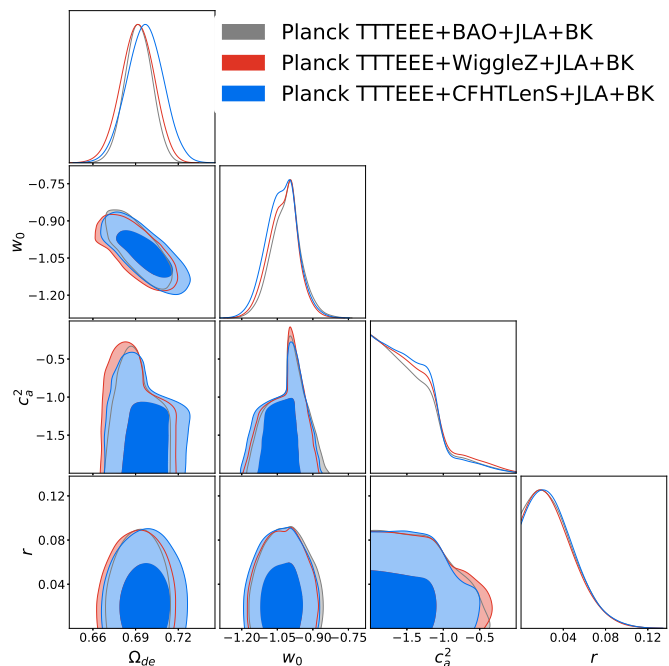 Planck TTTEEE+BAO+JLA+BK
Planck TTTEEE+WiggleZ+JLA+BK
Planck TTTEEE+CFHTLenS+JLA+BK
w₀
−0.75
−0.90
−1.05
−1.20
c²ₐ
−0.5
−1.0
−1.5
r
0.12
0.08
0.04
0.66 0.69 0.72
−1.20 −1.05 −0.90 −0.75
−1.5 −1.0 −0.5
0.04 0.08 0.12
Ω_de w₀ c²ₐ r